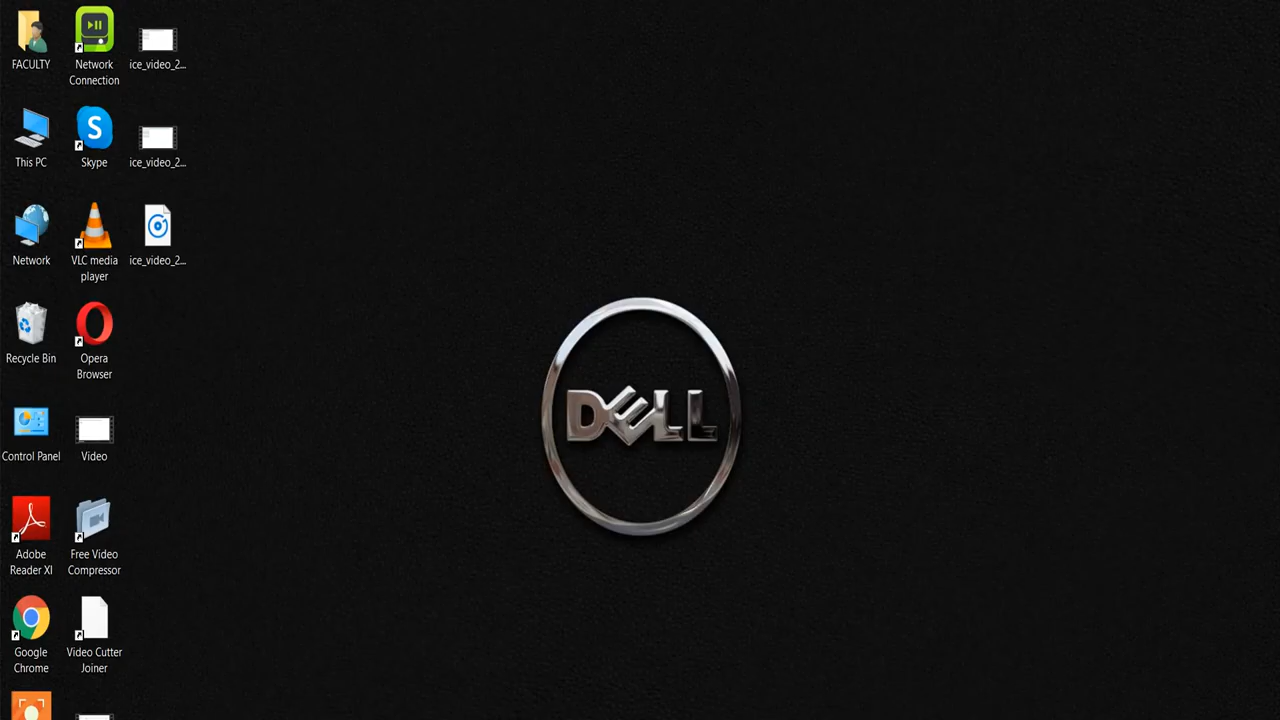 FACULTY
Network
Connection
ice_video_2...
This PC
Skype
ice_video_2...
Network
VLC media
player
ice_video_2...
Recycle Bin
Opera
Browser
Control Panel
Video
Adobe
Reader XI
Free Video
Compressor
Google
Chrome
Video Cutter
Joiner
DELL